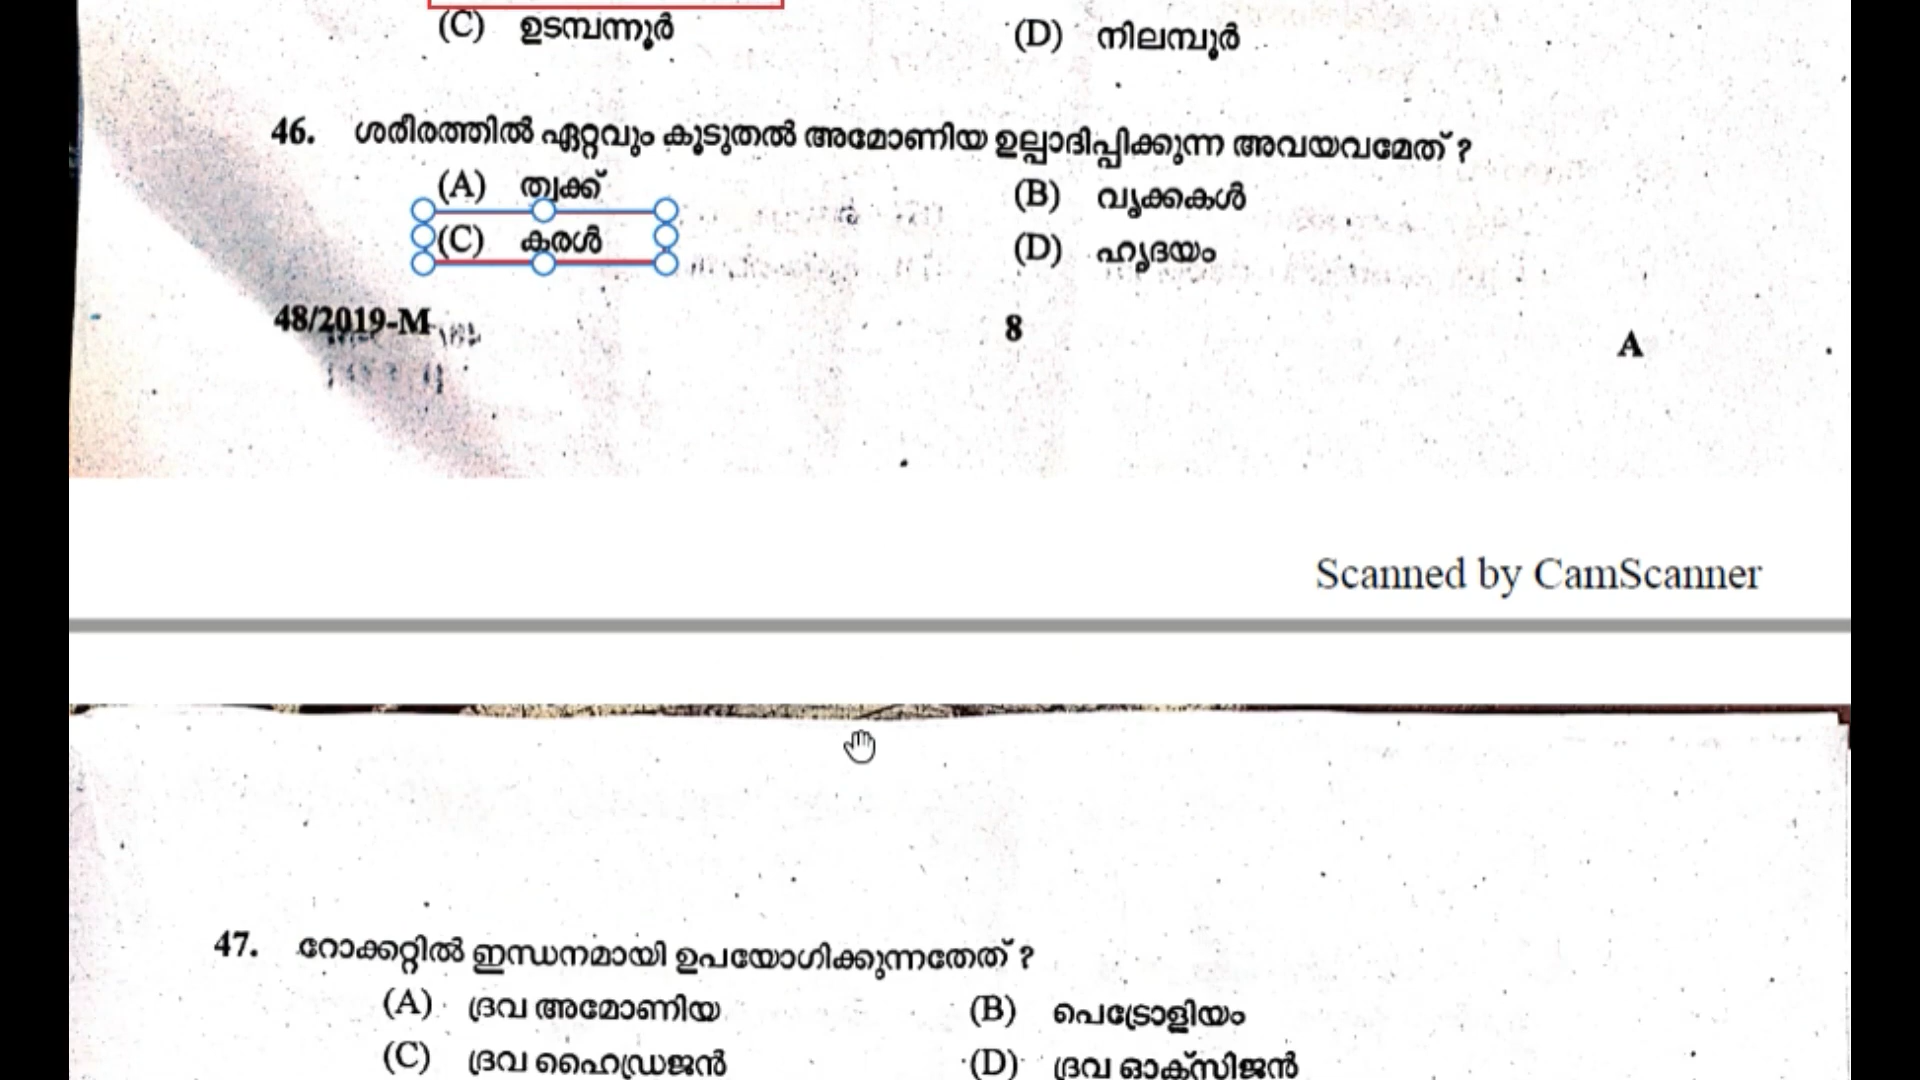 (C) ഉടമ്പന്നൂർ (D) നിലമ്പൂർ
46. ശരീരത്തിൽ ഏറ്റവും കൂടുതൽ അമോണിയ ഉല്പാദിപ്പിക്കുന്ന അവയവമേത് ?
(A) ത്വക്ക് (B) വൃക്കകൾ
(C) കരൾ (D) ഹൃദയം
48/2019-M 8 A
Scanned by CamScanner
47. റോക്കറ്റിൽ ഇന്ധനമായി ഉപയോഗിക്കുന്നതേത് ?
(A) ദ്രവ അമോണിയ (B) പെട്രോളിയം
(C) ദ്രവ ഹൈഡ്രജൻ (D) ദ്രവ ഓക്സിജൻ